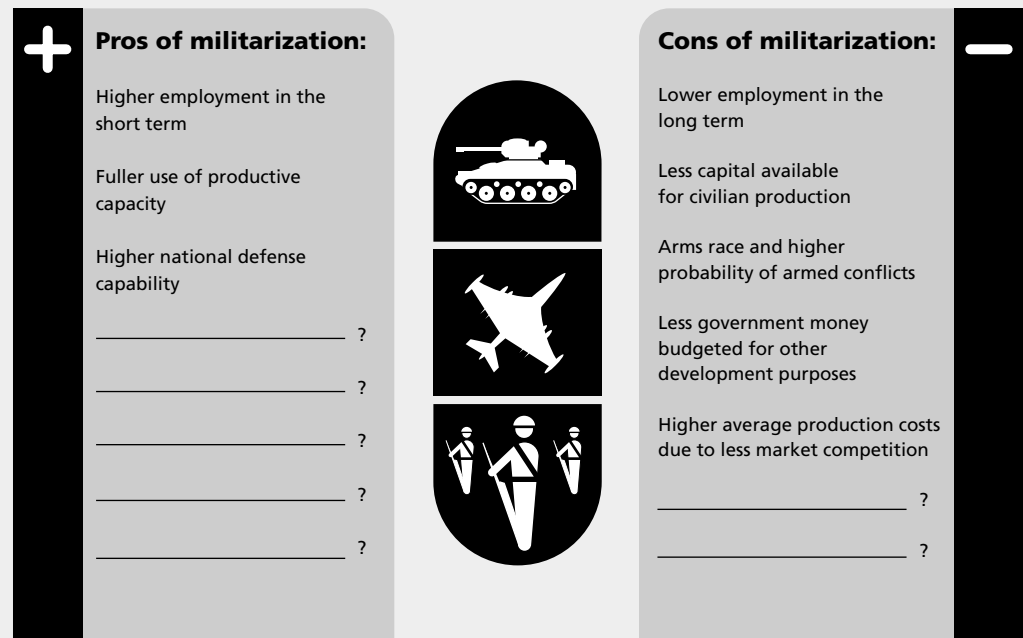 Pros of militarization:
Higher employment in the
short term
Fuller use of productive
capacity
Higher national defense
capability
?
?
?
?
?
Cons of militarization:
Lower employment in the
long term
Less capital available
for civilian production
Arms race and higher
probability of armed conflicts
Less government money
budgeted for other
development purposes
Higher average production costs
due to less market competition
?
?